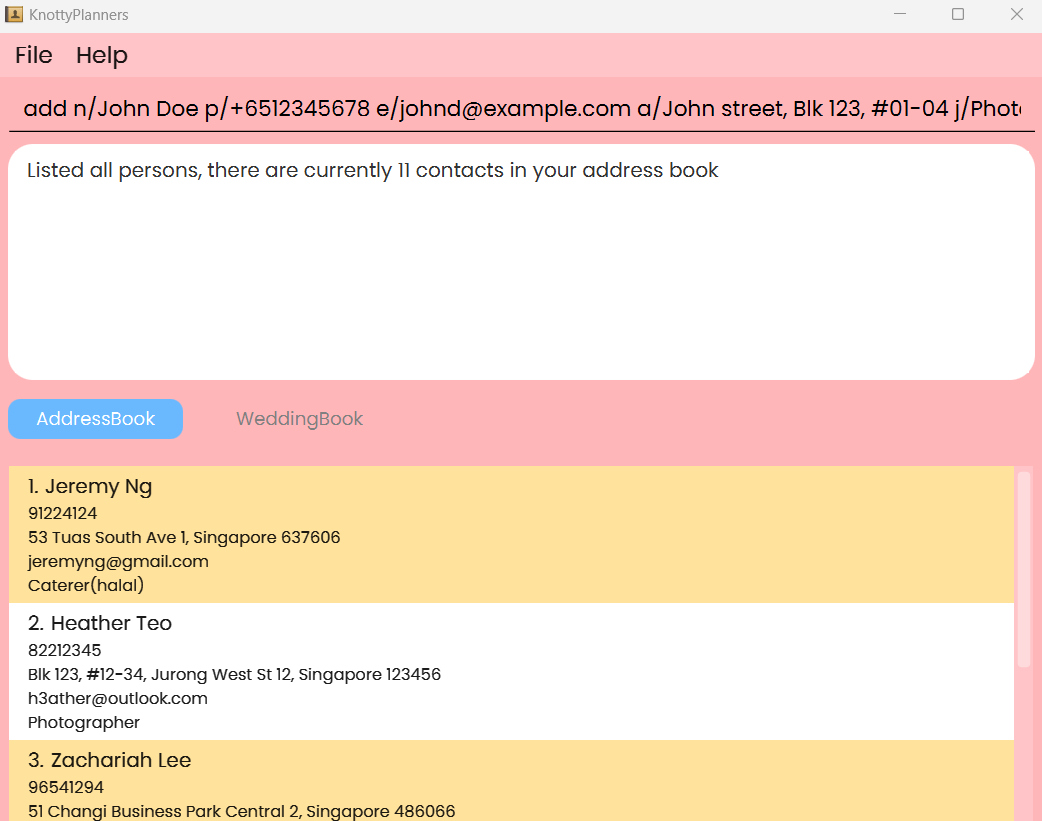 KnottyPlanners
File Help
add n/John Doe p/+6512345678 e/johnd@example.com a/John street, Blk 123, #01-04 j/Phot
Listed all persons, there are currently 11 contacts in your address book
AddressBook WeddingBook
1. Jeremy Ng
91224124
53 Tuas South Ave 1, Singapore 637606
jeremyng@gmail.com
Caterer(halal)
2. Heather Teo
82212345
Blk 123, #12-34, Jurong West St 12, Singapore 123456
h3ather@outlook.com
Photographer
3. Zachariah Lee
96541294
51 Changi Business Park Central 2, Singapore 486066